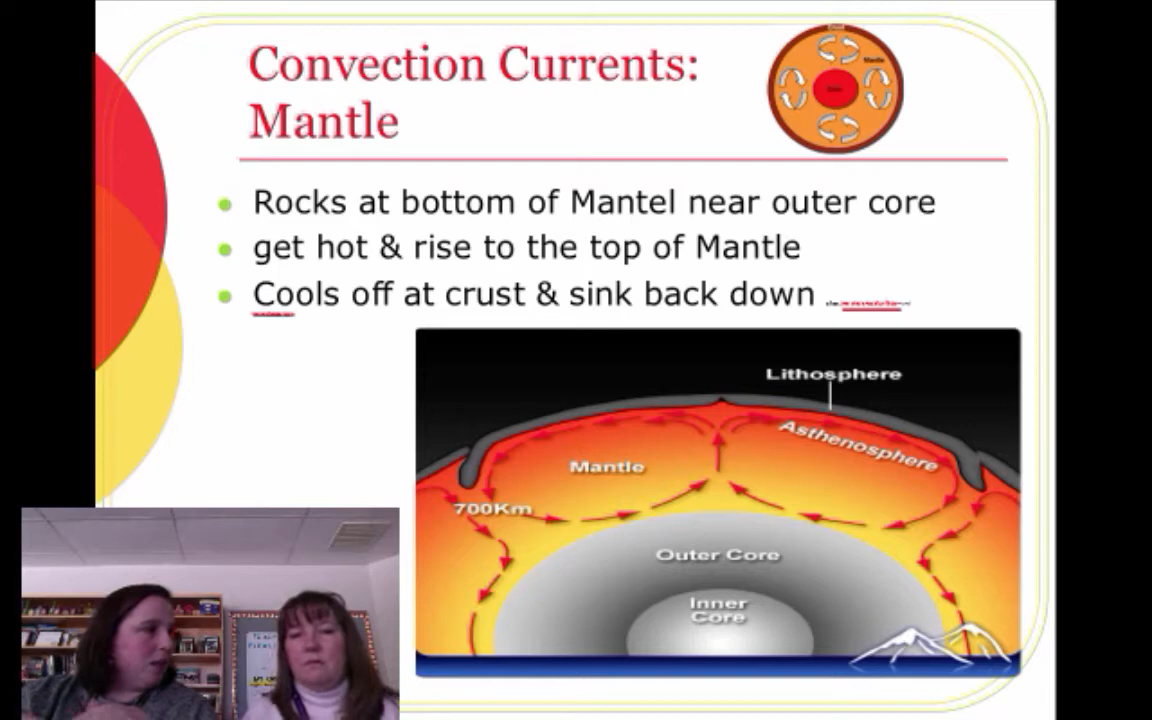 Convection Currents:
Mantle
Mantle
Rocks at bottom of Mantel near outer core
get hot & rise to the top of Mantle
Cools off at crust & sink back down
Lithosphere
Asthenosphere
Mantle
700Km
Outer Core
Inner
Core